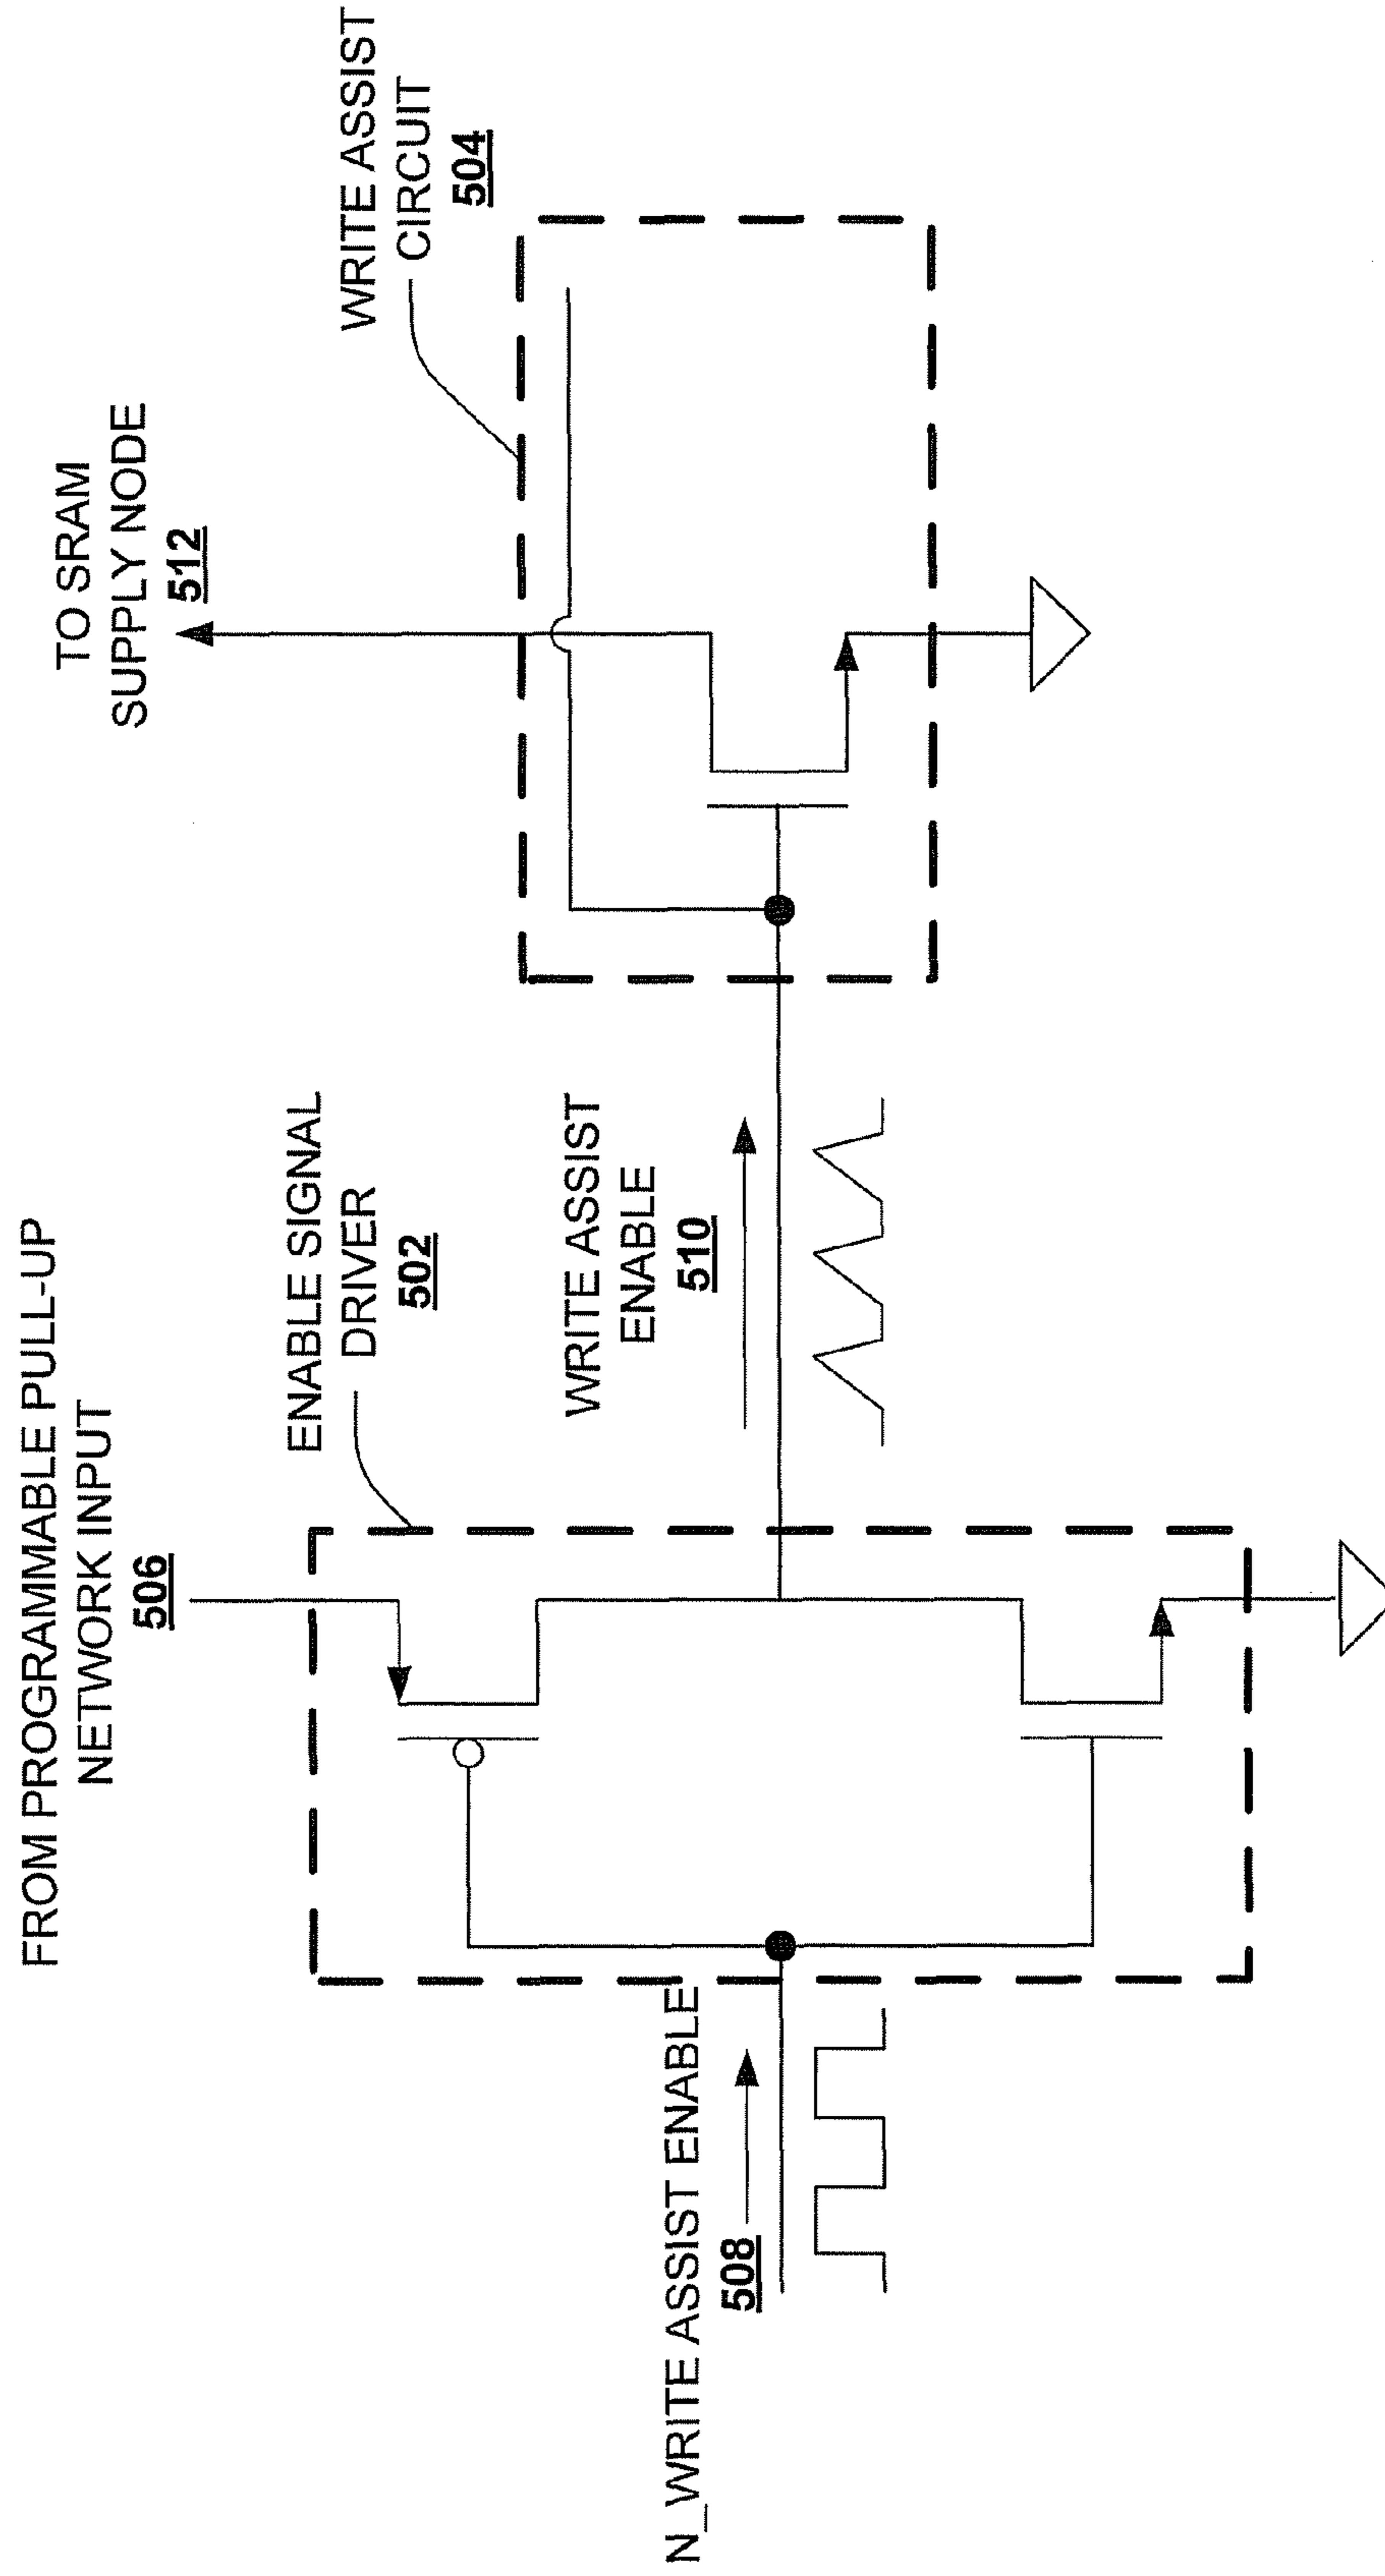 FROM PROGRAMMABLE PULL-UP
NETWORK INPUT
506
ENABLE SIGNAL
DRIVER
502
TO SRAM
SUPPLY NODE
512
WRITE ASSIST
CIRCUIT
504
WRITE ASSIST
ENABLE
510
N_WRITE ASSIST ENABLE
508